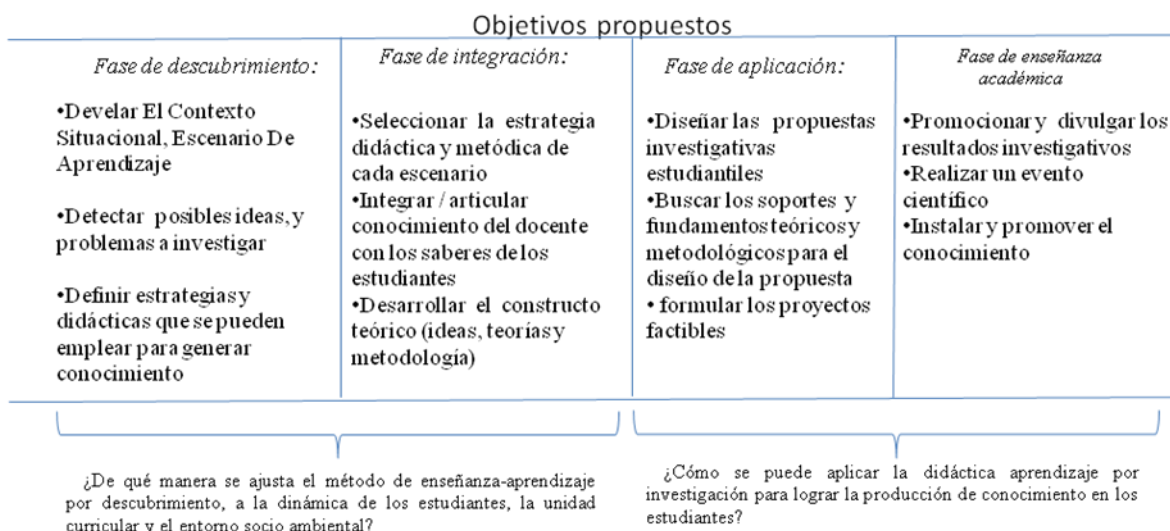 Objetivos propuestos
Fase de descubrimiento:
•Develar El Contexto
Situacional, Escenario De
Aprendizaje
•Detectar posibles ideas, y
problemas a investigar
•Definir estrategias y
didácticas que se pueden
emplear para generar
conocimiento
Fase de integración:
•Seleccionar la estrategia
didáctica y metódica de
cada escenario
•Integrar / articular
conocimiento del docente
con los saberes de los
estudiantes
•Desarrollar el constructo
teórico (ideas, teorías y
metodología)
Fase de aplicación:
•Diseñar las propuestas
investigativas
estudiantiles
•Buscar los soportes y
fundamentos teóricos y
metodológicos para el
diseño de la propuesta
• formular los proyectos
factibles
Fase de enseñanza
académica
•Promocionar y divulgar los
resultados investigativos
•Realizar un evento
científico
•Instalar y promover el
conocimiento
¿De qué manera se ajusta el método de enseñanza-aprendizaje
por descubrimiento, a la dinámica de los estudiantes, la unidad
curricular y el entorno socio ambiental?
¿Cómo se puede aplicar la didáctica aprendizaje por
investigación para lograr la producción de conocimiento en los
estudiantes?